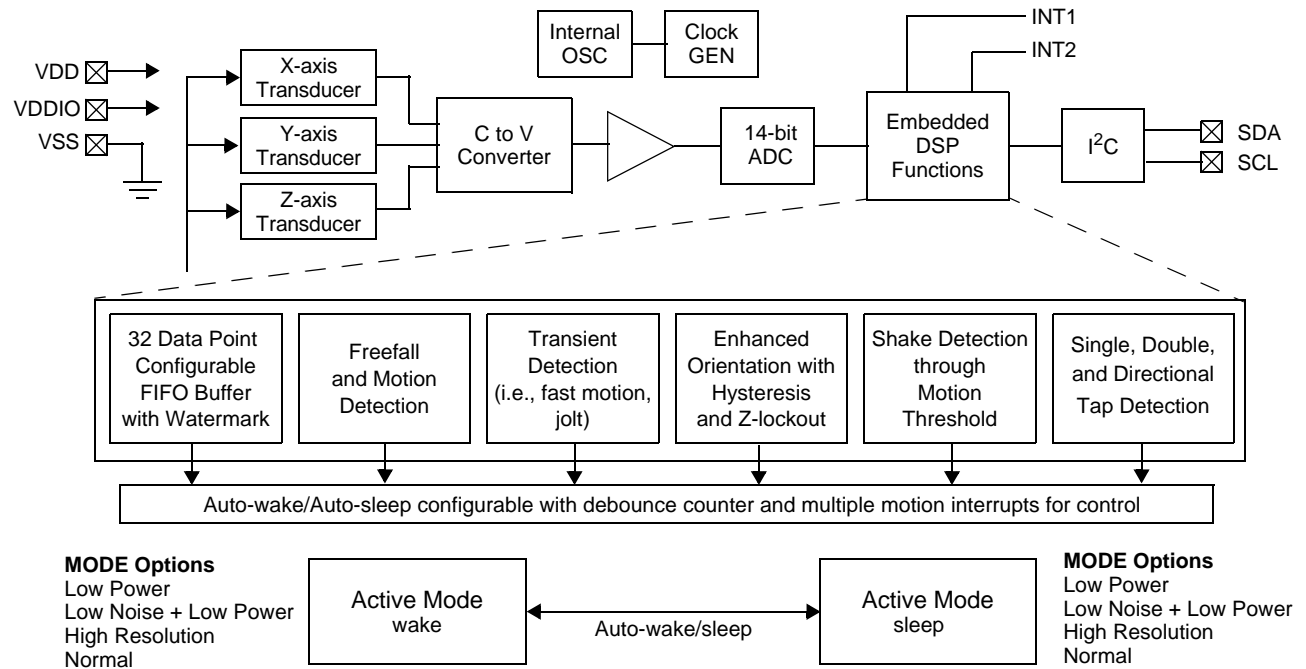 INT1
INT2
Internal
OSC
Clock
GEN
VDD
VDDIO
VSS
X-axis
Transducer
Y-axis
Transducer
Z-axis
Transducer
C to V
Converter
14-bit
ADC
Embedded
DSP
Functions
I²C
SDA
SCL
32 Data Point
Configurable
FIFO Buffer
with Watermark
Freefall
and Motion
Detection
Transient
Detection
(i.e., fast motion,
jolt)
Enhanced
Orientation with
Hysteresis
and Z-lockout
Shake Detection
through
Motion
Threshold
Single, Double,
and Directional
Tap Detection
Auto-wake/Auto-sleep configurable with debounce counter and multiple motion interrupts for control
MODE Options
Low Power
Low Noise + Low Power
High Resolution
Normal
Active Mode
wake
Auto-wake/sleep
Active Mode
sleep
MODE Options
Low Power
Low Noise + Low Power
High Resolution
Normal